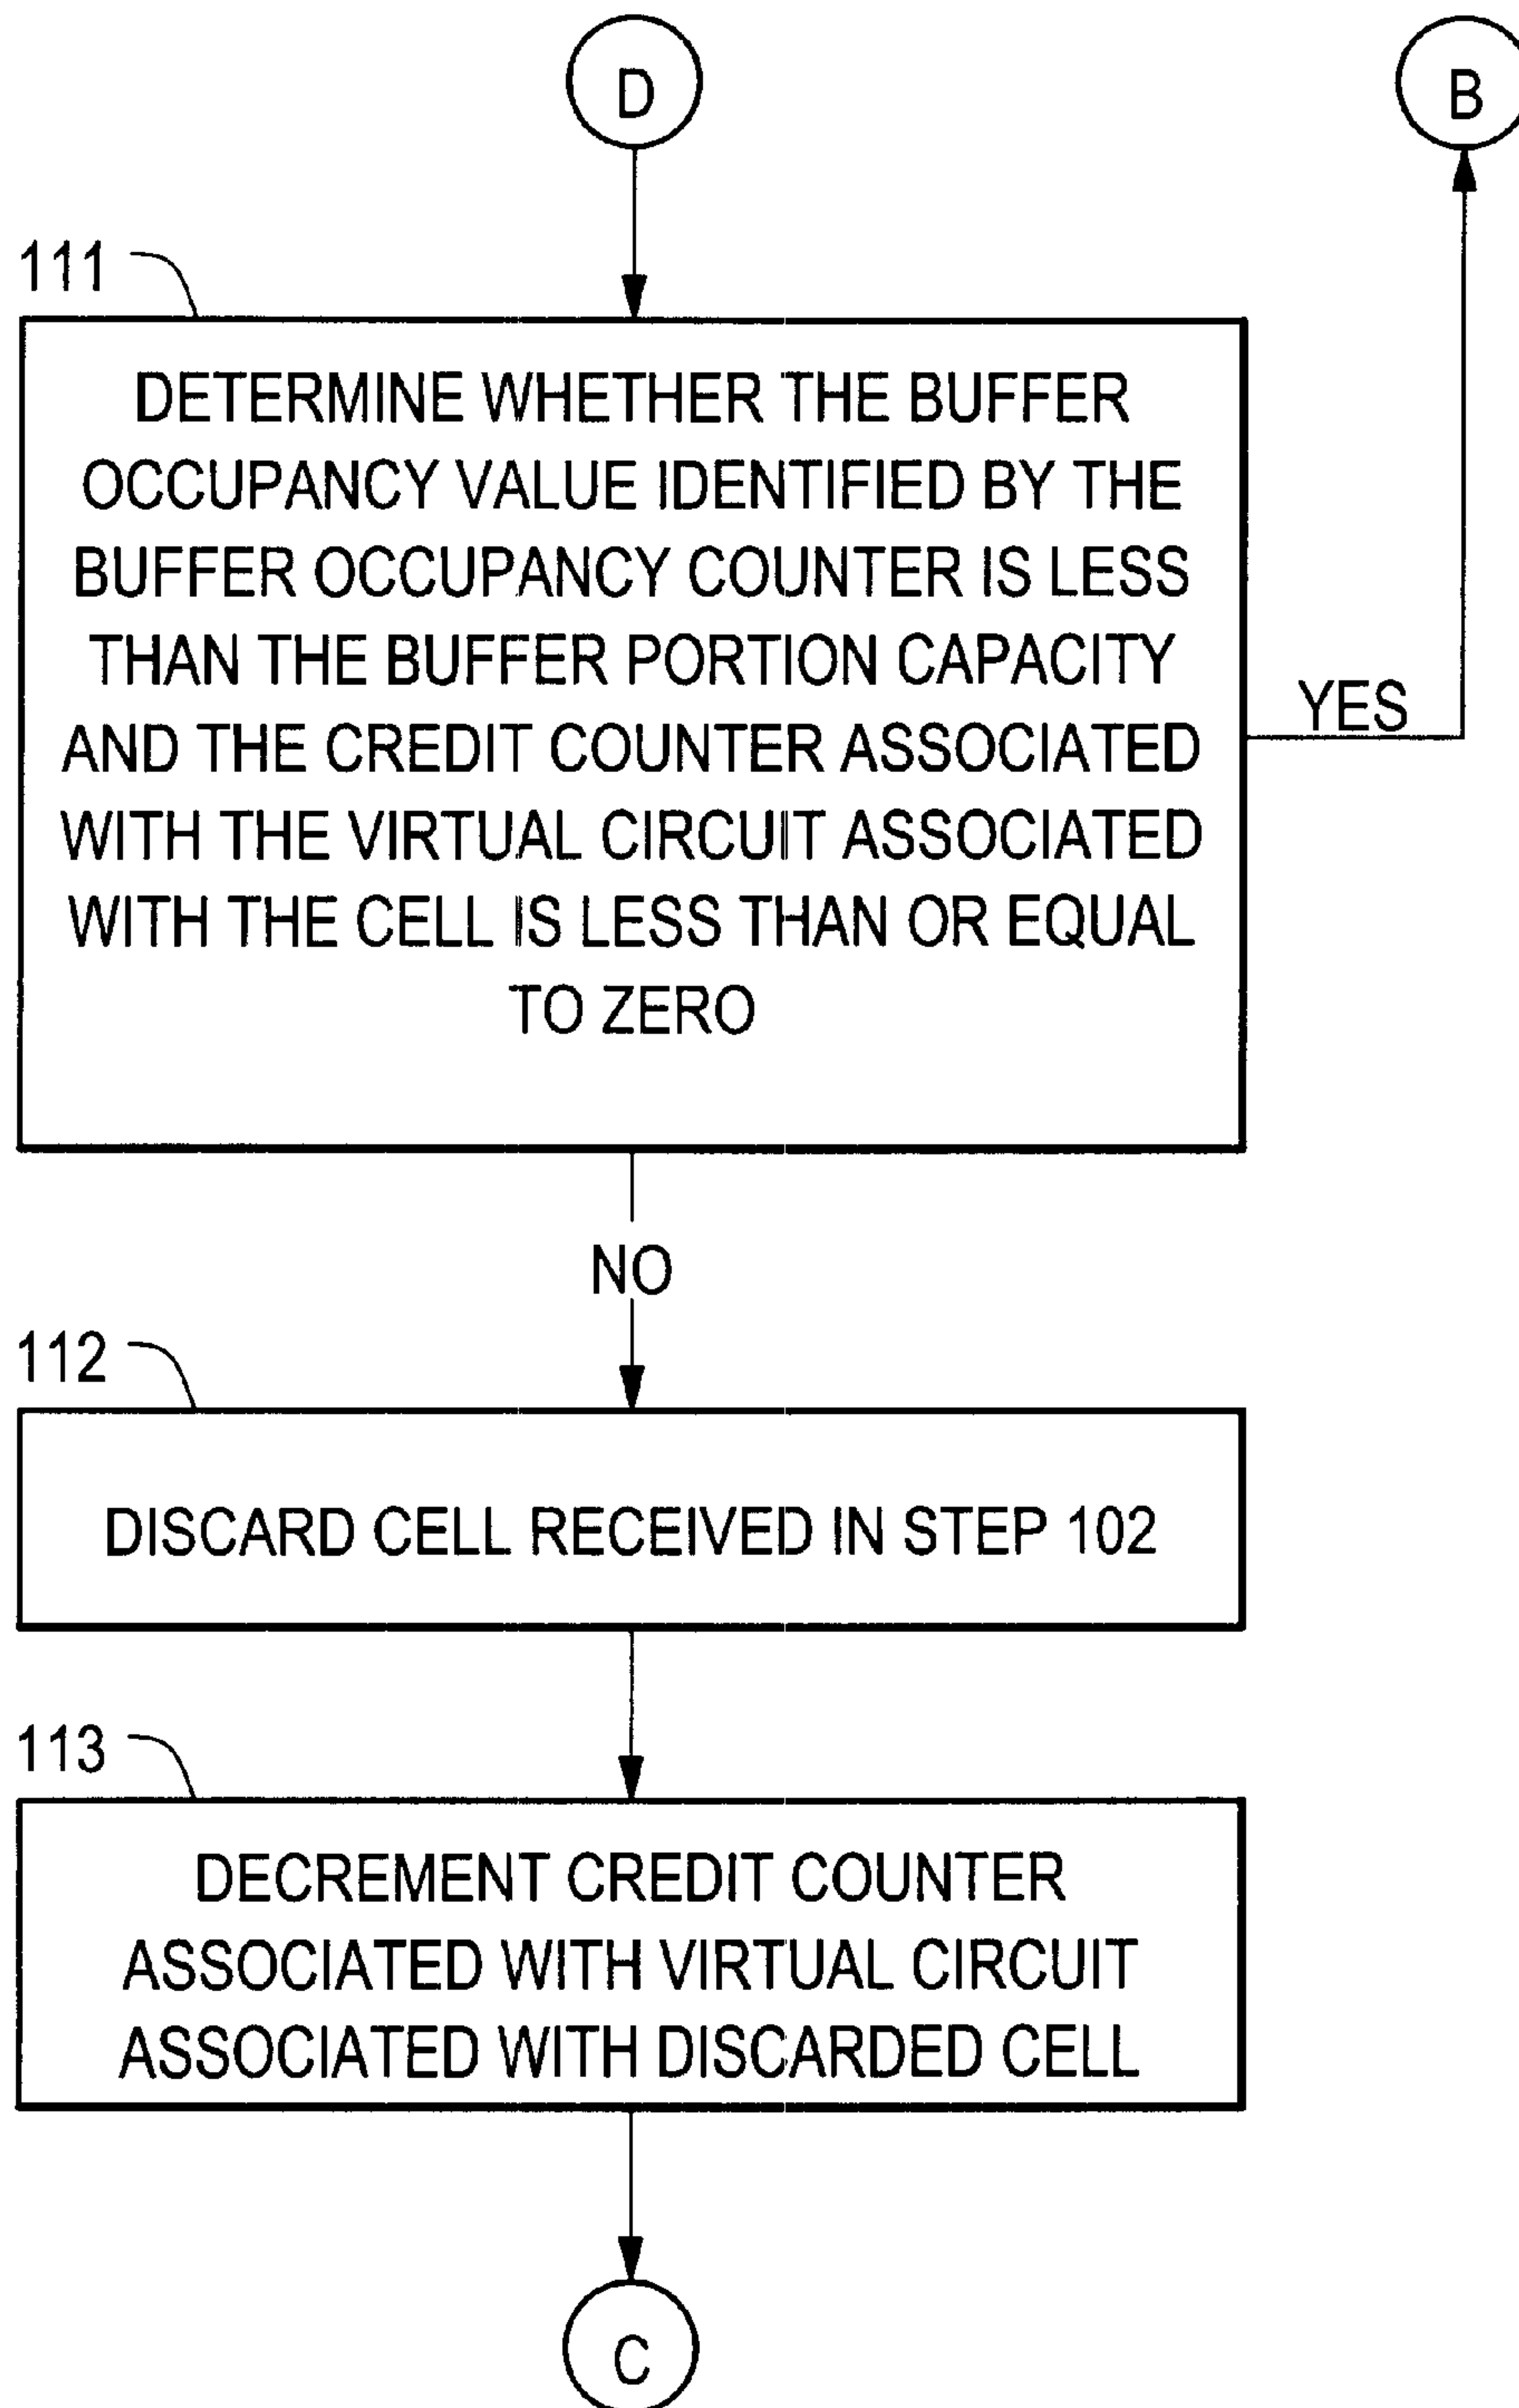 D
B
111
DETERMINE WHETHER THE BUFFER
OCCUPANCY VALUE IDENTIFIED BY THE
BUFFER OCCUPANCY COUNTER IS LESS
THAN THE BUFFER PORTION CAPACITY
AND THE CREDIT COUNTER ASSOCIATED
WITH THE VIRTUAL CIRCUIT ASSOCIATED
WITH THE CELL IS LESS THAN OR EQUAL
TO ZERO
YES
NO
112
DISCARD CELL RECEIVED IN STEP 102
113
DECREMENT CREDIT COUNTER
ASSOCIATED WITH VIRTUAL CIRCUIT
ASSOCIATED WITH DISCARDED CELL
C